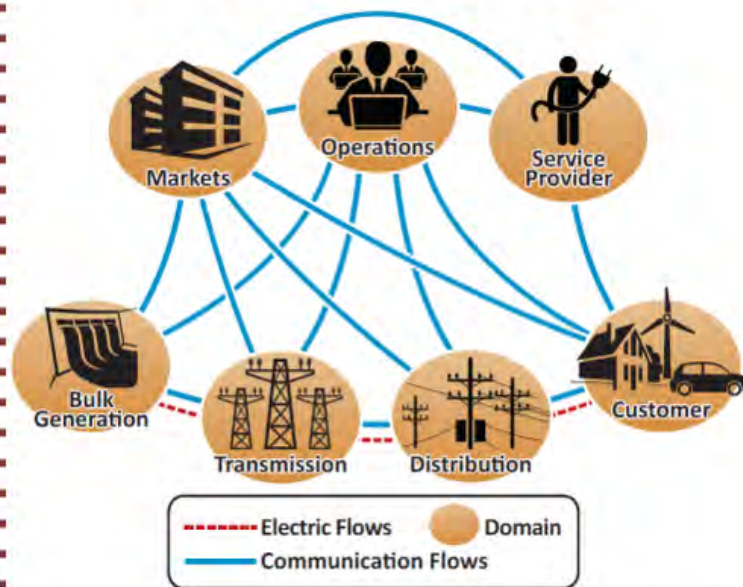 Markets
Operations
Service
Provider
Bulk
Generation
Transmission
Distribution
Customer
Electric Flows
Domain
Communication Flows